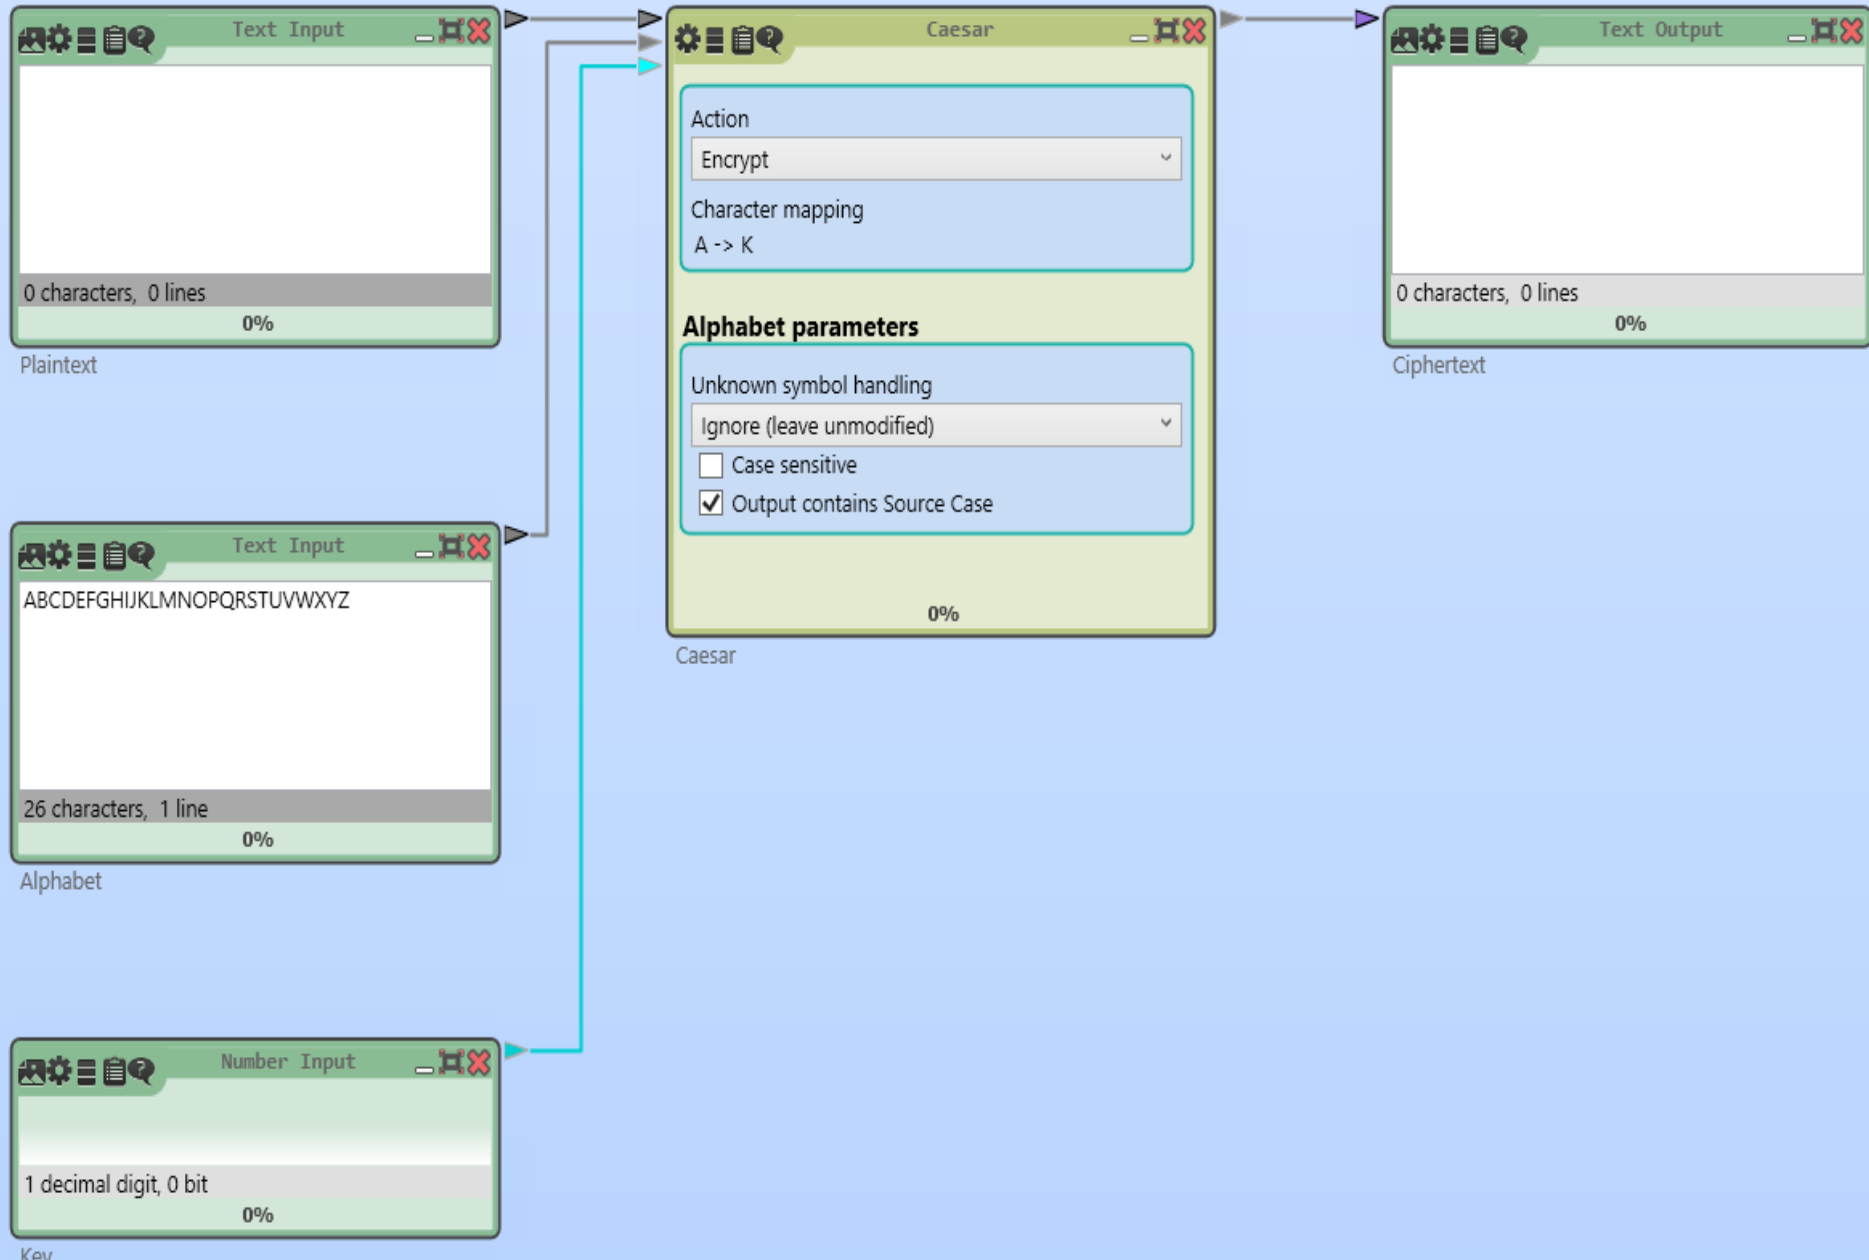 Text Input
0 characters, 0 lines
0%
Plaintext
Text Input
ABCDEFGHIJKLMNOPQRSTUVWXYZ
26 characters, 1 line
0%
Alphabet
Number Input
1 decimal digit, 0 bit
0%
Key
Caesar
Action
Encrypt
Character mapping
A -> K
Alphabet parameters
Unknown symbol handling
Ignore (leave unmodified)
Case sensitive
Output contains Source Case
0%
Caesar
Text Output
0 characters, 0 lines
0%
Ciphertext